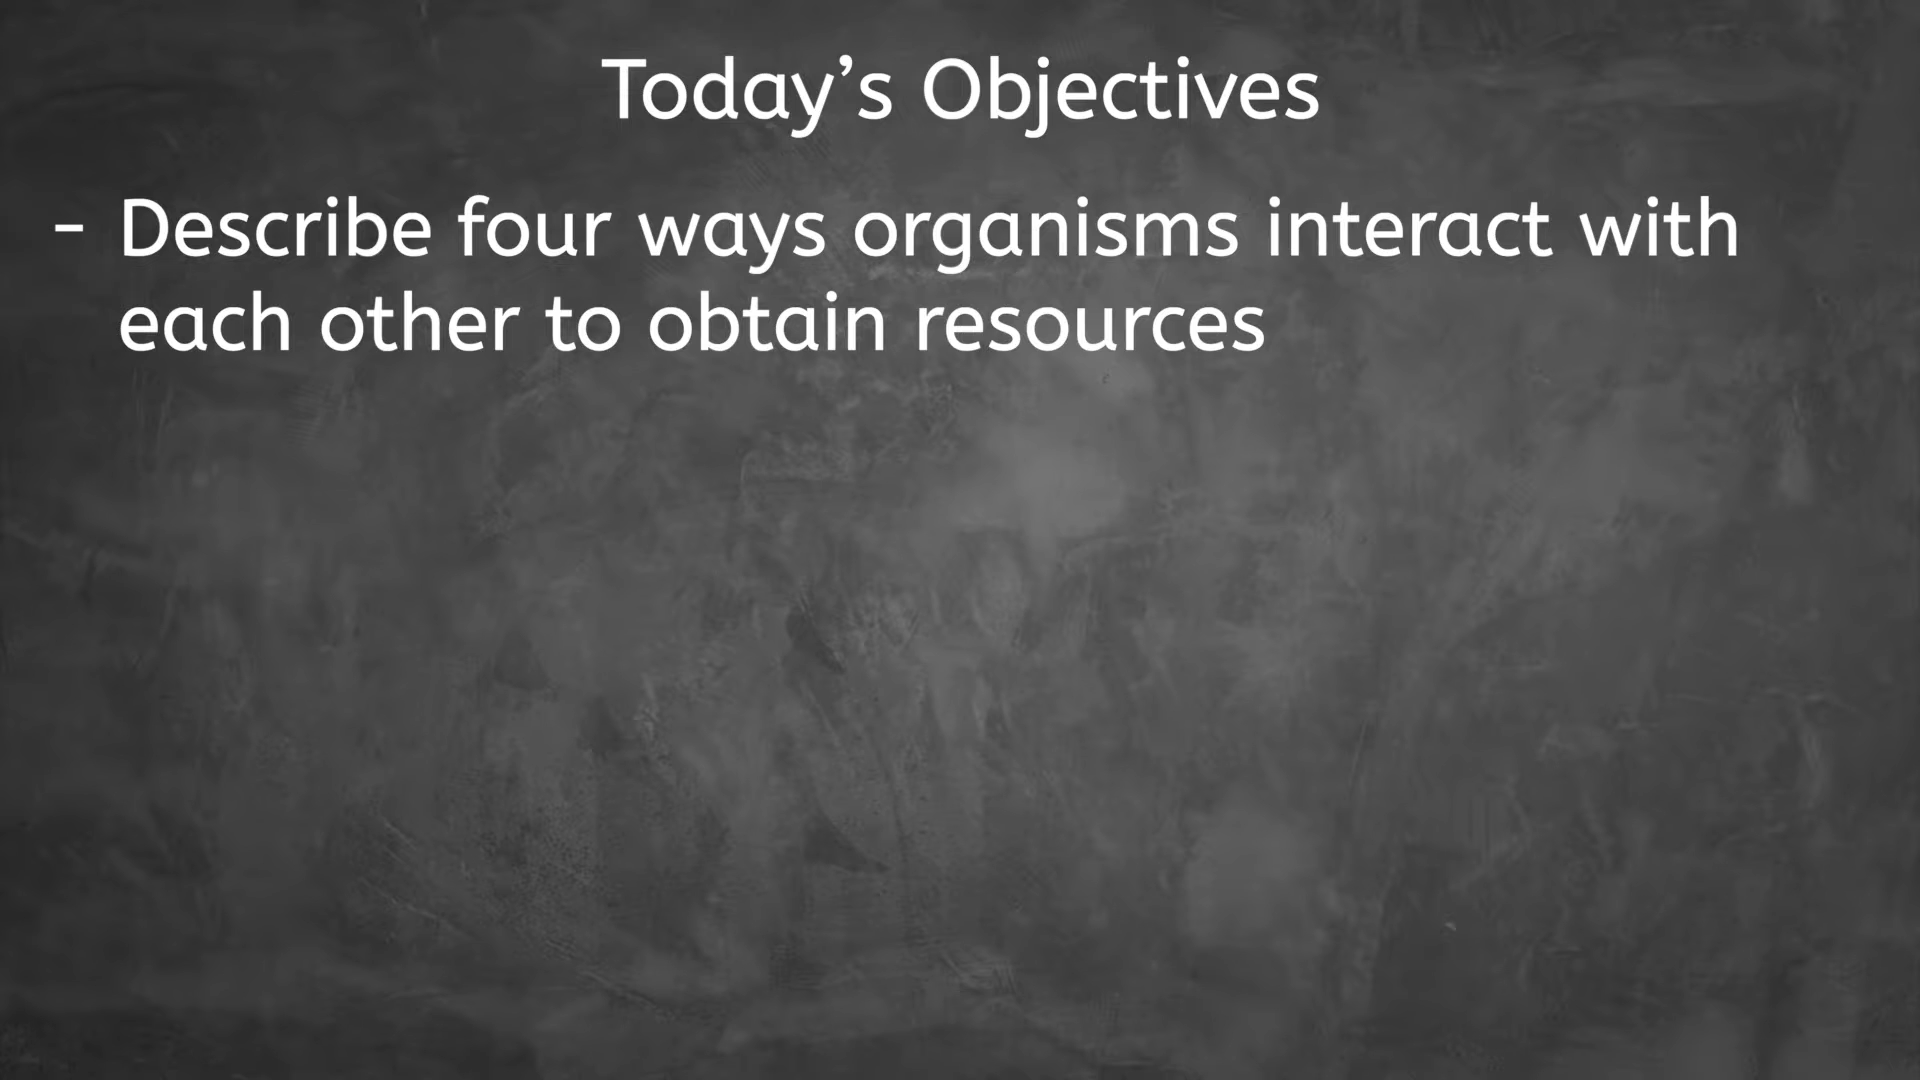 Today’s Objectives
- Describe four ways organisms interact with
each other to obtain resources